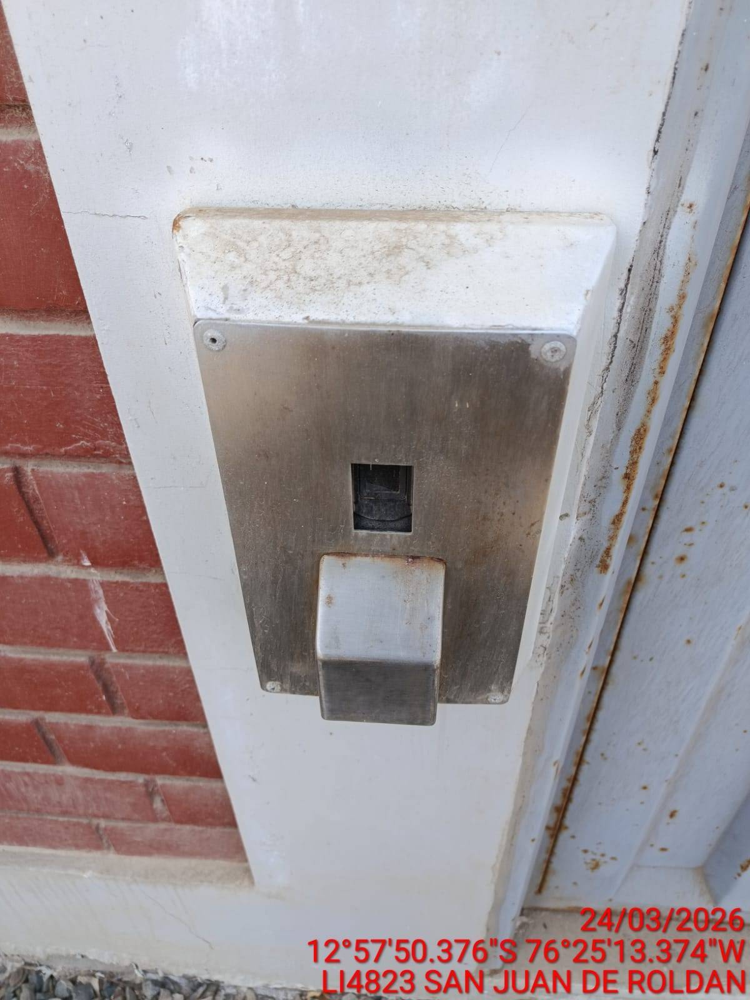 24/03/2026
12°57'50.376"S 76°25'13.374"W
LI4823 SAN JUAN DE ROLDAN